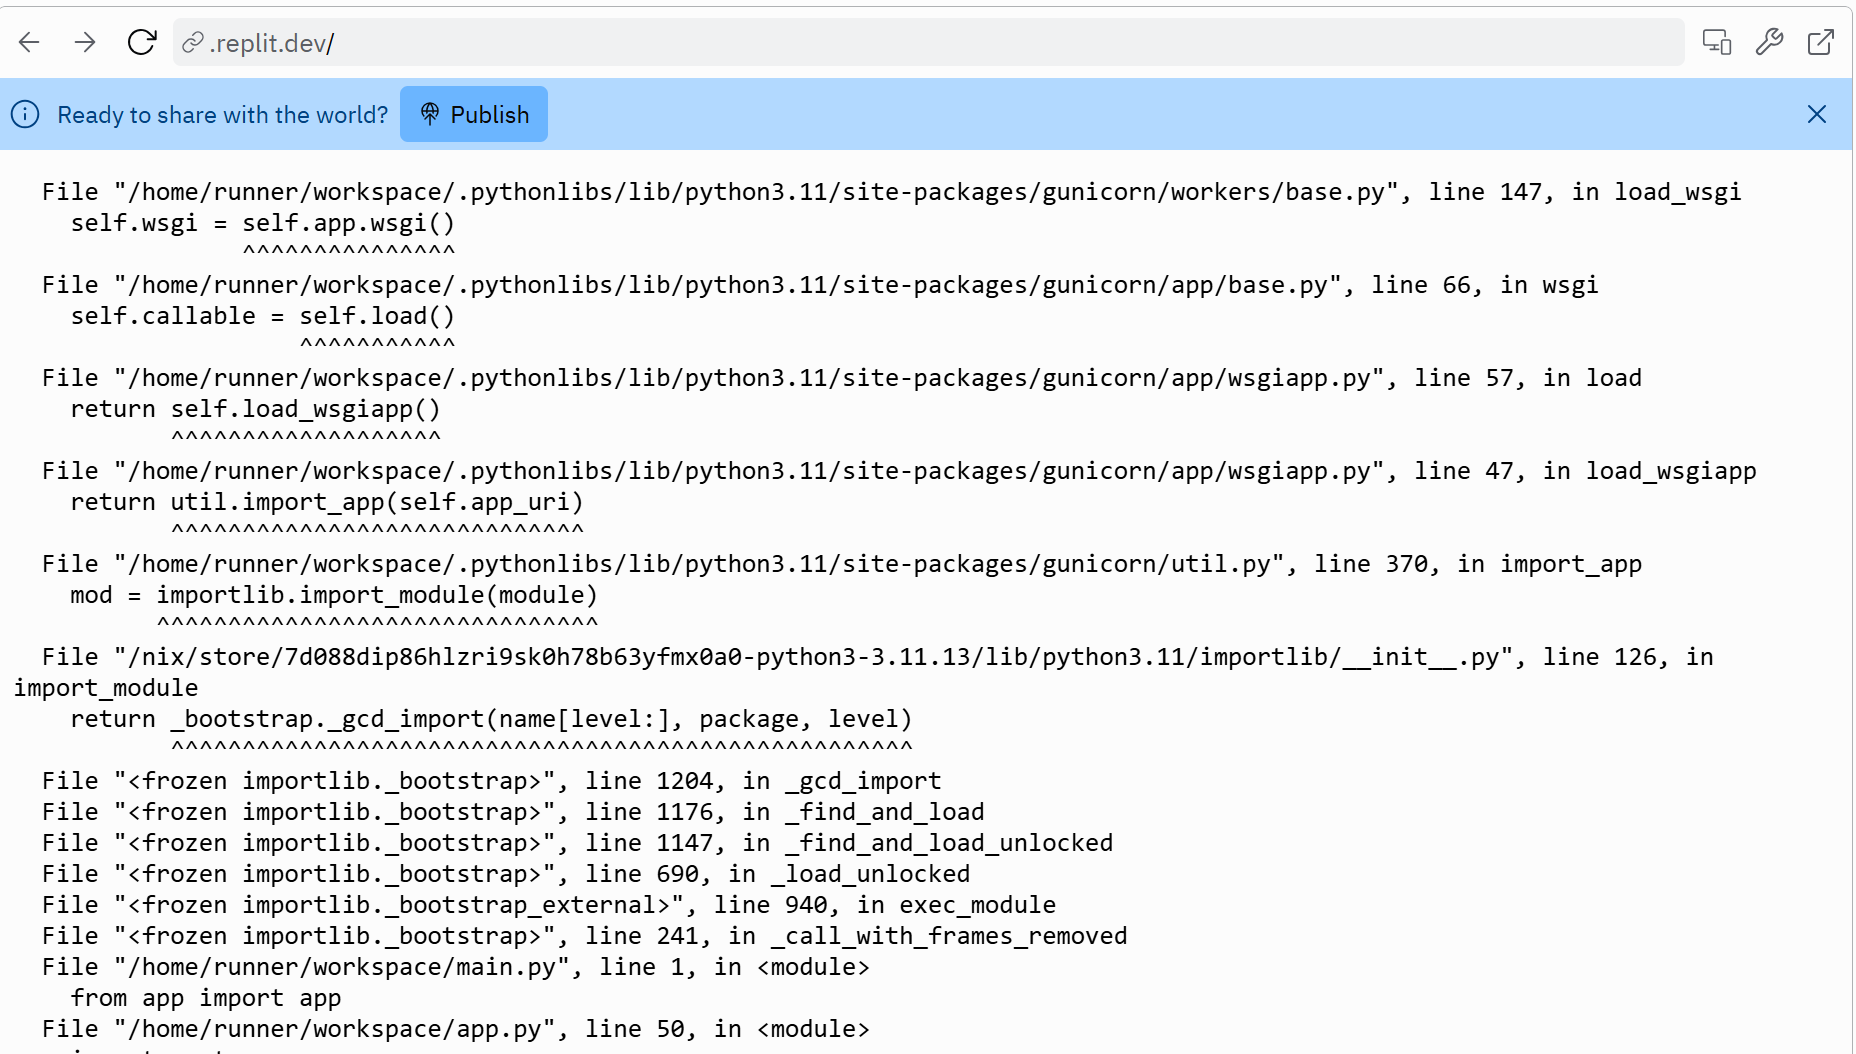 .replit.dev/
Ready to share with the world? Publish
File "/home/runner/workspace/.pythonlibs/lib/python3.11/site-packages/gunicorn/workers/base.py", line 147, in load_wsgi
self.wsgi = self.app.wsgi()
^^^^^^^^^^^^^^^
File "/home/runner/workspace/.pythonlibs/lib/python3.11/site-packages/gunicorn/app/base.py", line 66, in wsgi
self.callable = self.load()
^^^^^^^^^^^
File "/home/runner/workspace/.pythonlibs/lib/python3.11/site-packages/gunicorn/app/wsgiapp.py", line 57, in load
return self.load_wsgiapp()
^^^^^^^^^^^^^^^^^^^
File "/home/runner/workspace/.pythonlibs/lib/python3.11/site-packages/gunicorn/app/wsgiapp.py", line 47, in load_wsgiapp
return util.import_app(self.app_uri)
^^^^^^^^^^^^^^^^^^^^^^^^^^^^^
File "/home/runner/workspace/.pythonlibs/lib/python3.11/site-packages/gunicorn/util.py", line 370, in import_app
mod = importlib.import_module(module)
^^^^^^^^^^^^^^^^^^^^^^^^^^^^^^^
File "/nix/store/7d088dip86hlzri9sk0h78b63yfmx0a0-python3-3.11.13/lib/python3.11/importlib/__init__.py", line 126, in
import_module
return _bootstrap._gcd_import(name[level:], package, level)
^^^^^^^^^^^^^^^^^^^^^^^^^^^^^^^^^^^^^^^^^^^^^^^^^^^^
File "<frozen importlib._bootstrap>", line 1204, in _gcd_import
File "<frozen importlib._bootstrap>", line 1176, in _find_and_load
File "<frozen importlib._bootstrap>", line 1147, in _find_and_load_unlocked
File "<frozen importlib._bootstrap>", line 690, in _load_unlocked
File "<frozen importlib._bootstrap_external>", line 940, in exec_module
File "<frozen importlib._bootstrap>", line 241, in _call_with_frames_removed
File "/home/runner/workspace/main.py", line 1, in <module>
from app import app
File "/home/runner/workspace/app.py", line 50, in <module>